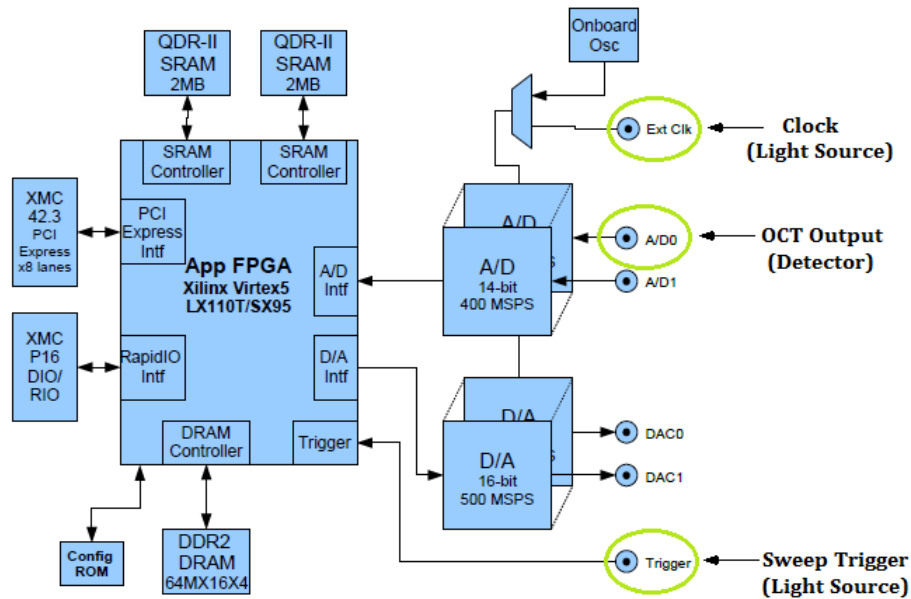 QDR-II
SRAM
2MB
QDR-II
SRAM
2MB
Onboard
Osc
Ext Clk
Clock
(Light Source)
SRAM
Controller
SRAM
Controller
XMC
42.3
PCI
Express
x8 lanes
PCI
Express
Intf
App FPGA
Xilinx Virtex5
LX110T/SX95
A/D
Intf
A/D
s
A/D
14-bit
400 MSPS
A/D0
A/D1
OCT Output
(Detector)
XMC
P16
DIO/
RIO
RapidIO
Intf
D/A
Intf
D/A
s
D/A
16-bit
500 MSPS
DAC0
DAC1
DRAM
Controller
Trigger
Config
ROM
DDR2
DRAM
64MX16X4
Trigger
Sweep Trigger
(Light Source)